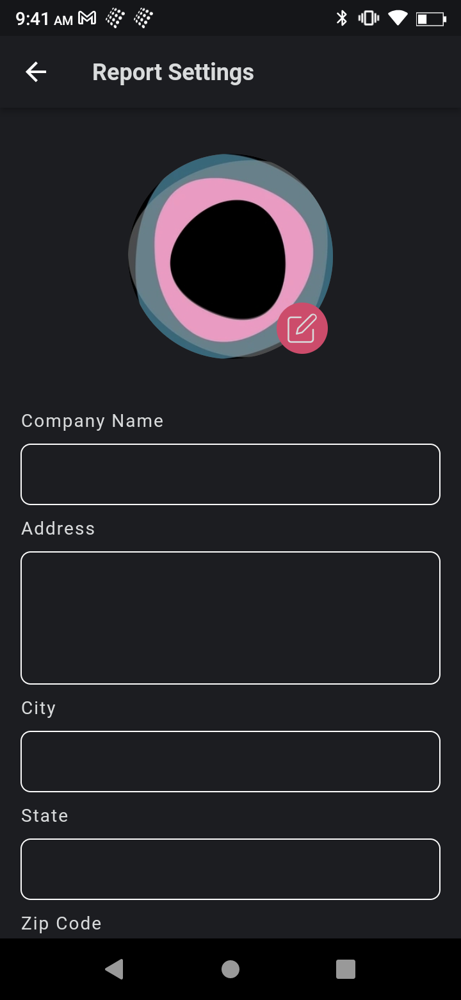 9:41 AM
Report Settings
Company Name
Address
City
State
Zip Code